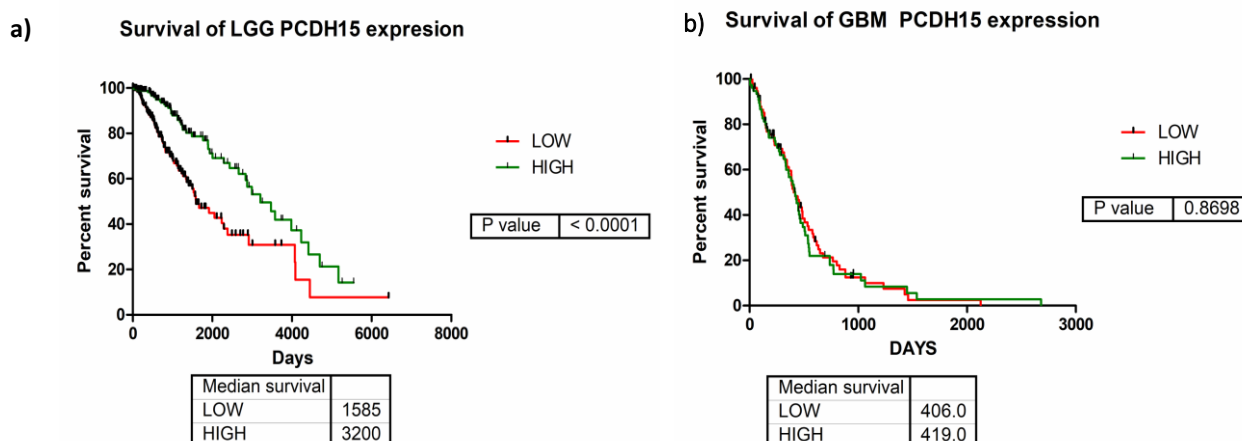 a)
Survival of LGG PCDH15 expresion
Percent survival
100
80
60
40
20
0
0 2000 4000 6000 8000
Days
LOW
HIGH
P value < 0.0001
Median survival
LOW 1585
HIGH 3200
b)
Survival of GBM PCDH15 expression
Percent survival
100
80
60
40
20
0
0 1000 2000 3000
DAYS
LOW
HIGH
P value 0.8698
Median survival
LOW 406.0
HIGH 419.0